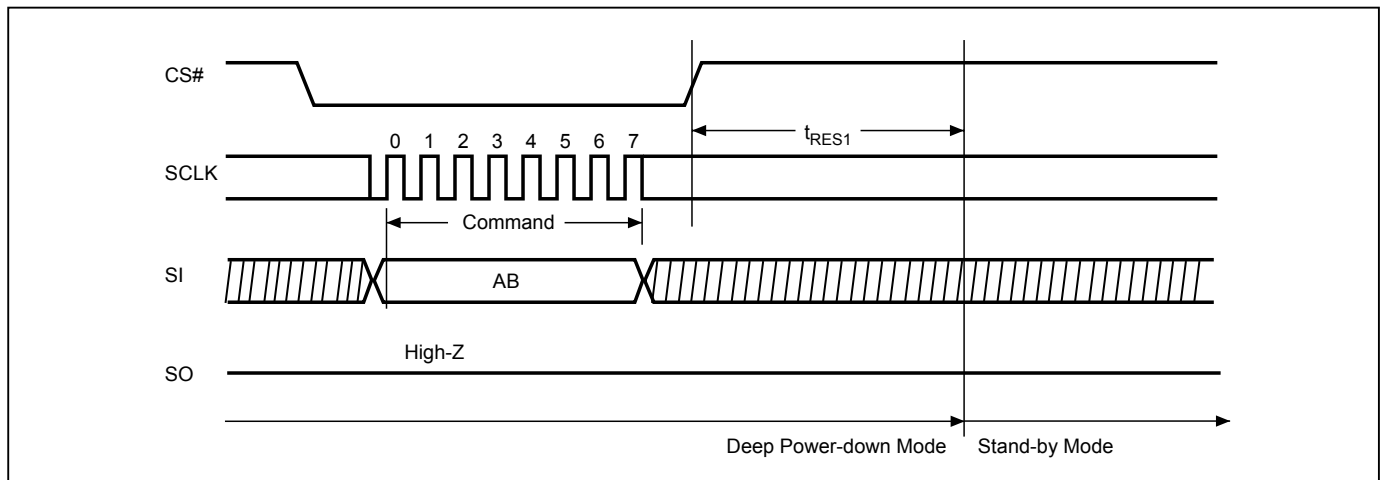 CS#
tRES1
0 1 2 3 4 5 6 7
SCLK
Command
SI
AB
High-Z
SO
Deep Power-down Mode Stand-by Mode